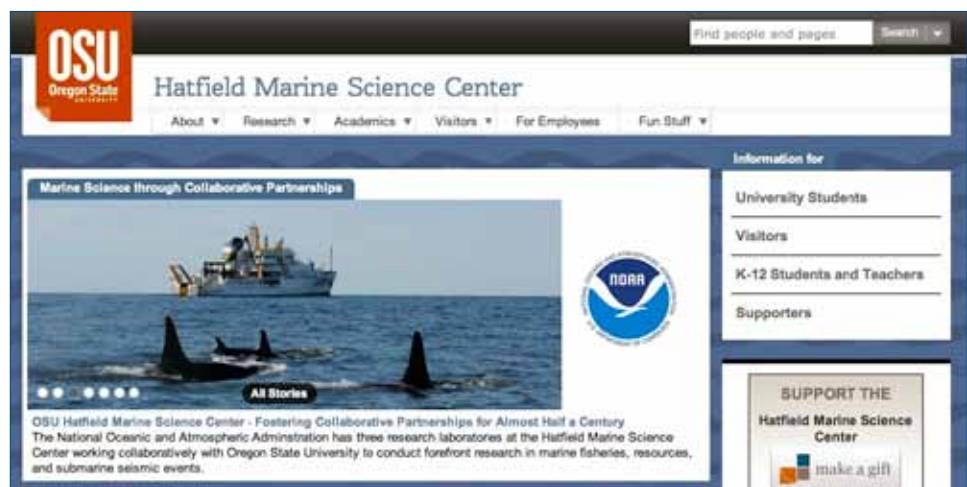 OSU
Oregon State
UNIVERSITY
Find people and pages
Search
Hatfield Marine Science Center
About
Research
Academics
Visitors
For Employees
Fun Stuff
Marine Science through Collaborative Partnerships
NOAA
All Stories
OSU Hatfield Marine Science Center - Fostering Collaborative Partnerships for Almost Half a Century
The National Oceanic and Atmospheric Adminstration has three research laboratores at the Hatfield Marine Science
Center working collaboratively with Oregon State University to conduct forefront research in marine fisheries, resources,
and submarine seismic events.
Information for
University Students
Visitors
K-12 Students and Teachers
Supporters
SUPPORT THE
Hatfield Marine Science
Center
make a gift